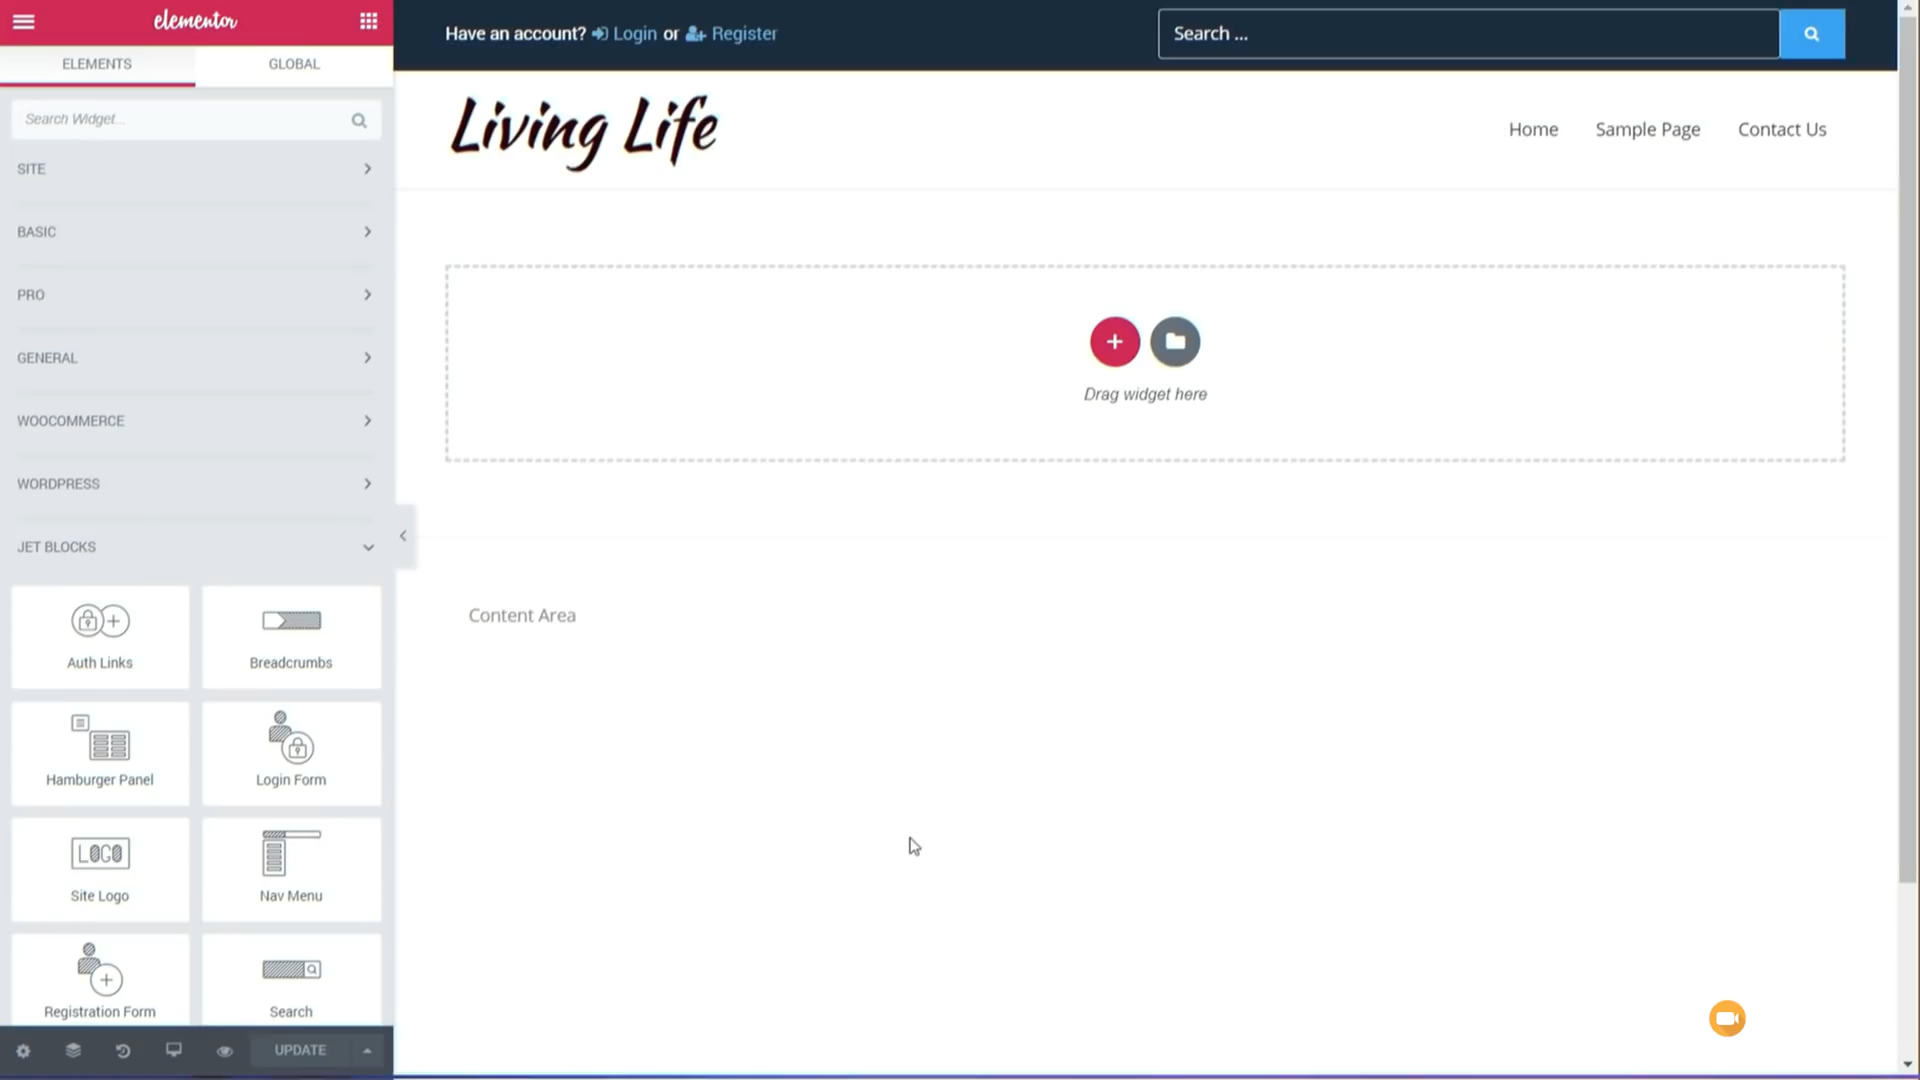 elementor
ELEMENTS
GLOBAL
Search Widget...
SITE
BASIC
PRO
GENERAL
WOOCOMMERCE
WORDPRESS
JET BLOCKS
Auth Links
Breadcrumbs
Hamburger Panel
Login Form
LOGO
Site Logo
Nav Menu
Registration Form
Search
UPDATE
Have an account? Login or Register
Search ...
Living Life
Home
Sample Page
Contact Us
Drag widget here
Content Area